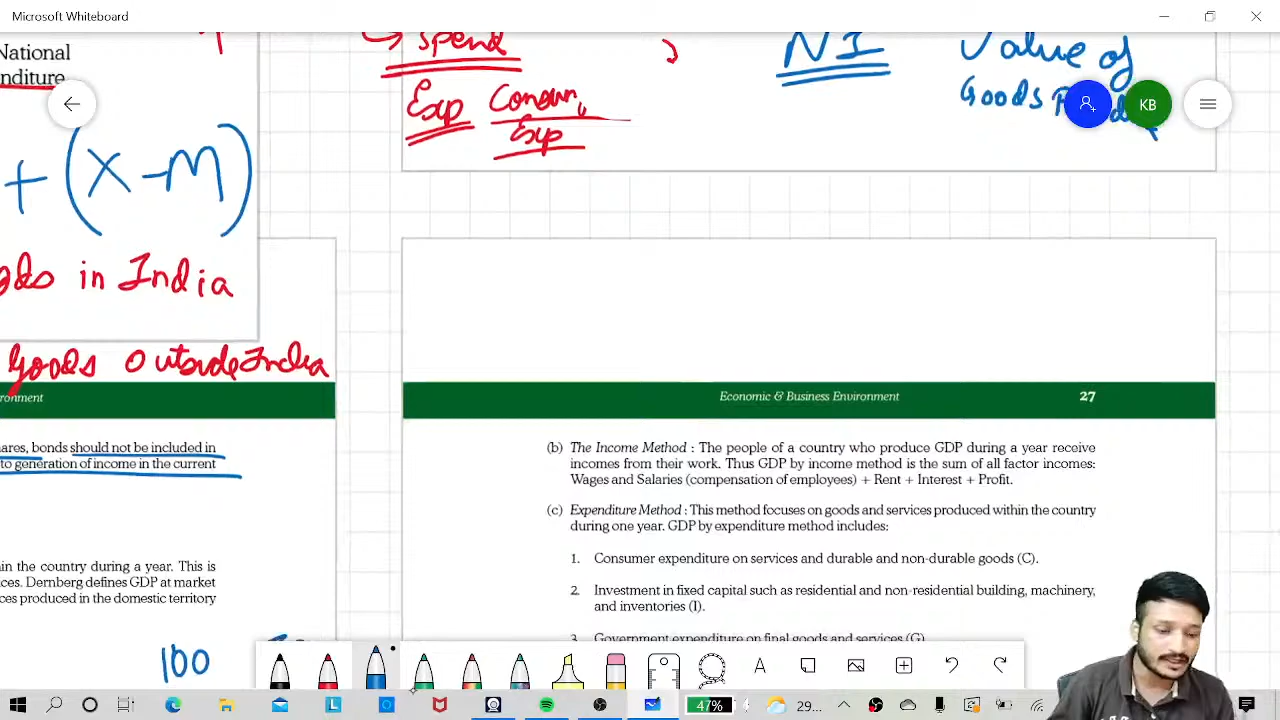 Microsoft Whiteboard
National
nditure
+ (X-M)
in India
Goods Outside India
Spend
Exp
Exp
NI
Value of
Goods
KB
ronment
ares, bonds should not be included in
to generation of income in the current
in the country during a year. This is
ces. Dernberg defines GDP at market
ces produced in the domestic territory
100
Economic & Business Environment 27
(b) The Income Method : The people of a country who produce GDP during a year receive
incomes from their work. Thus GDP by income method is the sum of all factor incomes:
Wages and Salaries (compensation of employees) + Rent + Interest + Profit.
(c) Expenditure Method : This method focuses on goods and services produced within the country
during one year. GDP by expenditure method includes:
1. Consumer expenditure on services and durable and non-durable goods (C).
2. Investment in fixed capital such as residential and non-residential building, machinery,
and inventories (I).
3. Government expenditure on final goods and services (G).
47%
29...